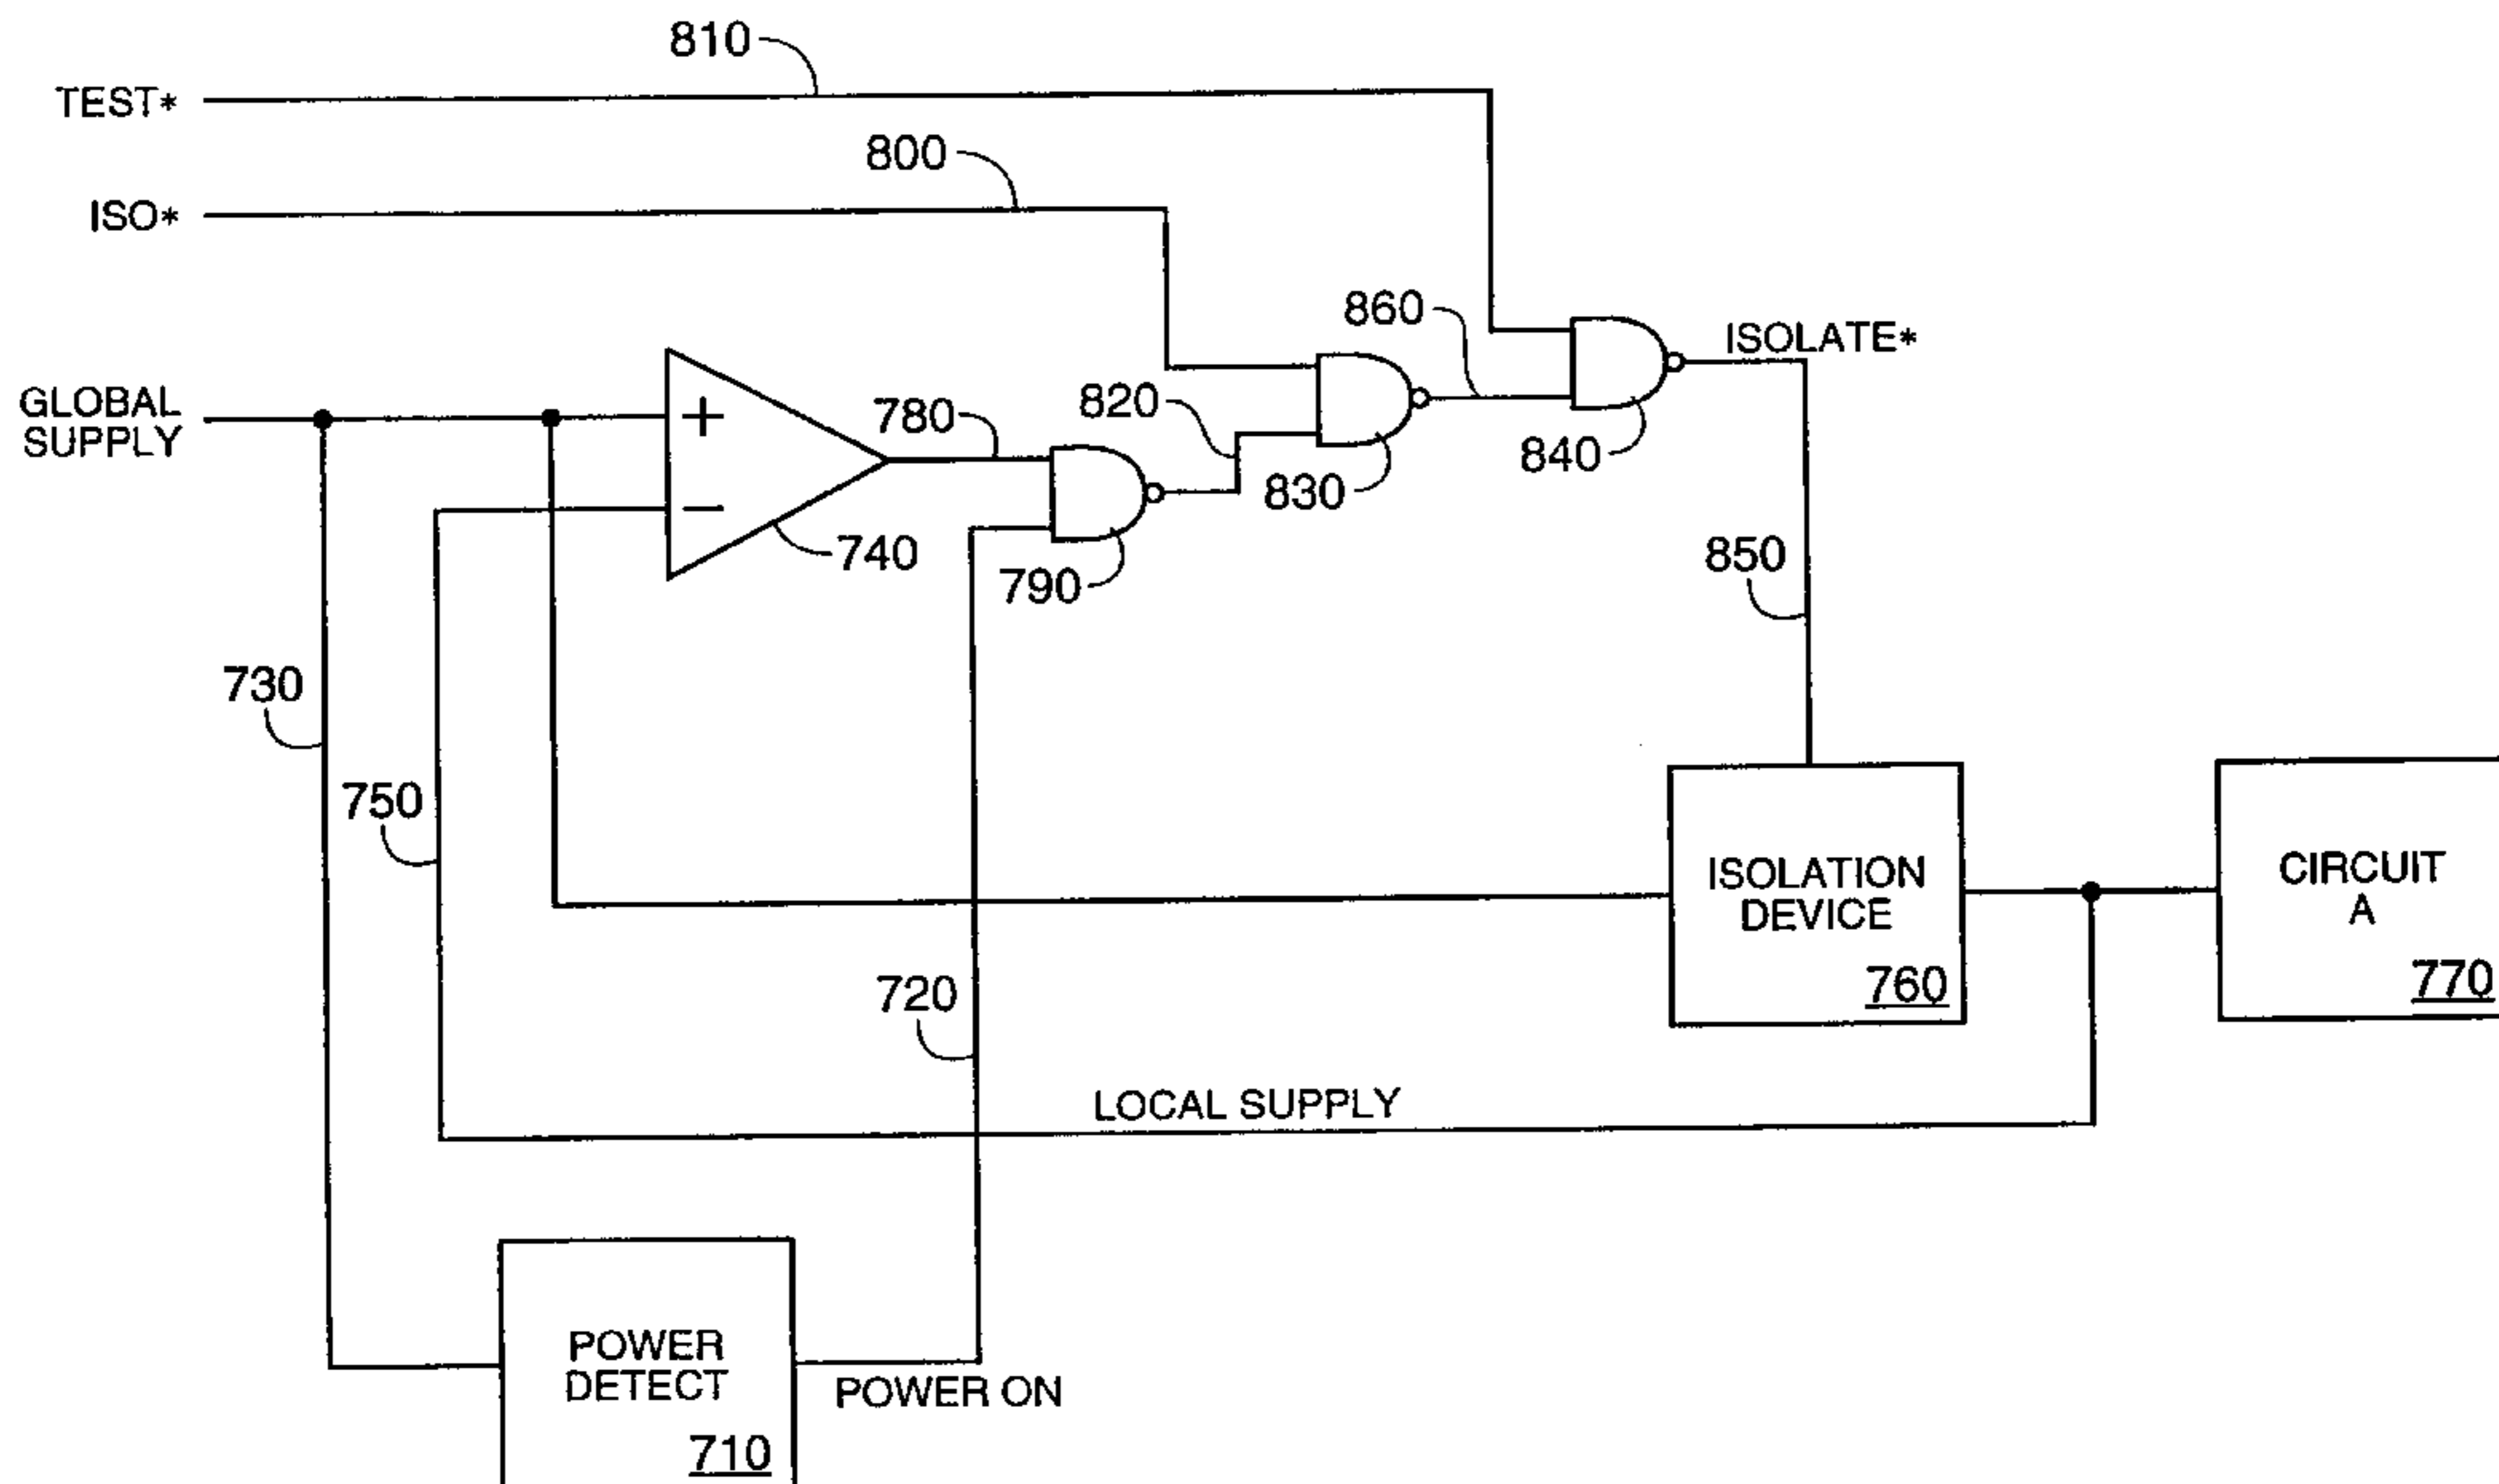 810
TEST*
800
ISO*
860
ISOLATE*
GLOBAL
SUPPLY
+
780
820
840
830
−
740
790
850
730
750
ISOLATION
DEVICE
760
CIRCUIT
A
770
720
LOCAL SUPPLY
POWER
DETECT
710
POWER ON